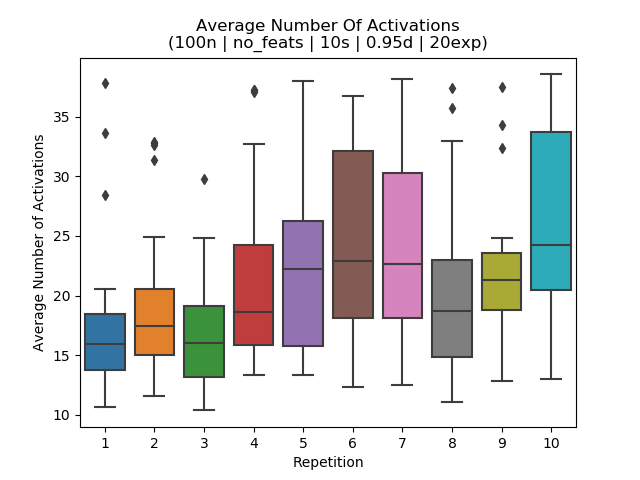 Average Number Of Activations
(100n | no_feats | 10s | 0.95d | 20exp)
Average Number of Activations
35
30
25
20
15
10
1 2 3 4 5 6 7 8 9 10
Repetition